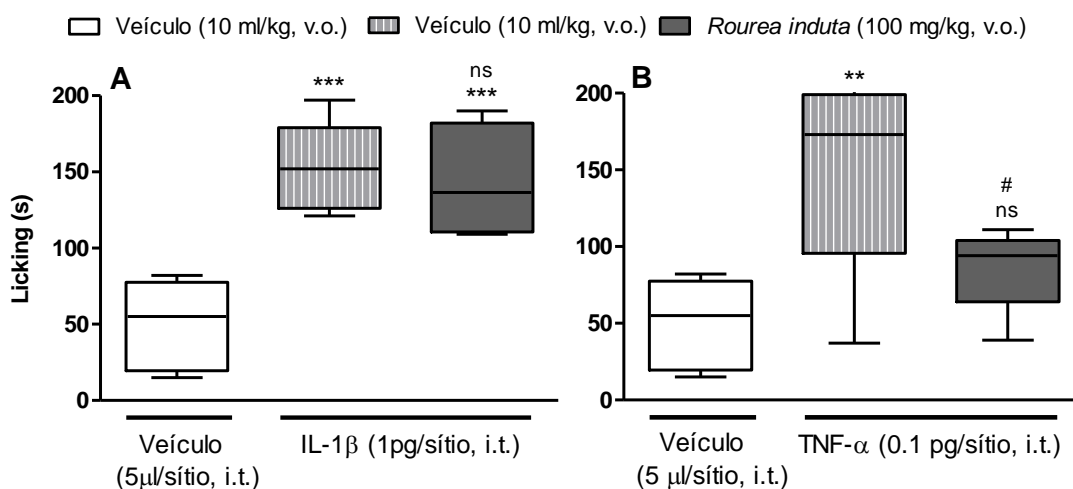 Veículo (10 ml/kg, v.o.) Veículo (10 ml/kg, v.o.) Rourea induta (100 mg/kg, v.o.)
A
***
ns
***
Licking (s)
200
150
100
50
0
Veículo
(5μl/sítio, i.t.)
IL-1β (1pg/sítio, i.t.)
B
**
#
ns
200
150
100
50
0
Veículo
(5 μl/sítio, i.t.)
TNF-α (0.1 pg/sítio, i.t.)